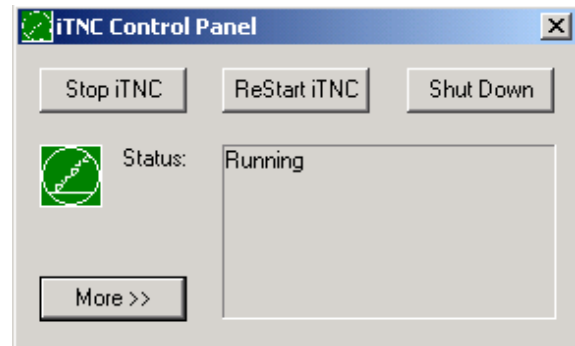 iTNC Control Panel
Stop iTNC
ReStart iTNC
Shut Down
Status:
Running
More >>